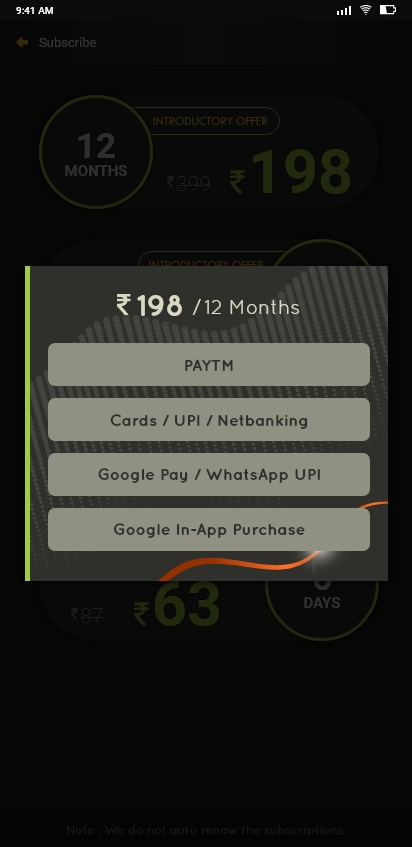 9:41 AM
Subscribe
INTRODUCTORY OFFER
12
MONTHS
₹399 ₹198
INTRODUCTORY OFFER
₹198 /12 Months
PAYTM
Cards / UPI / Netbanking
Google Pay / WhatsApp UPI
Google In-App Purchase
₹87 ₹63
DAYS
Note : We do not auto renew the subscriptions.